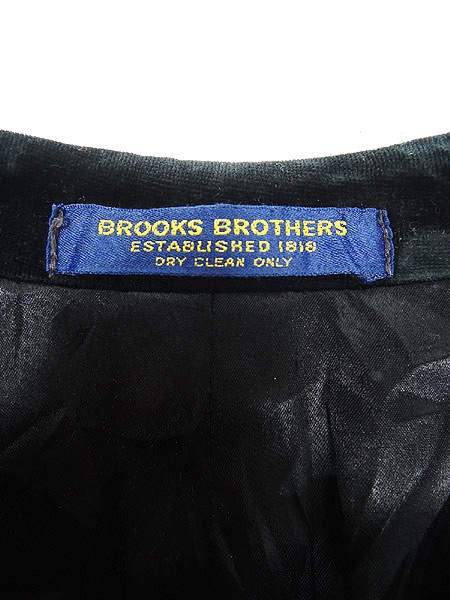 BROOKS BROTHERS
ESTABLISHED 1818
DRY CLEAN ONLY